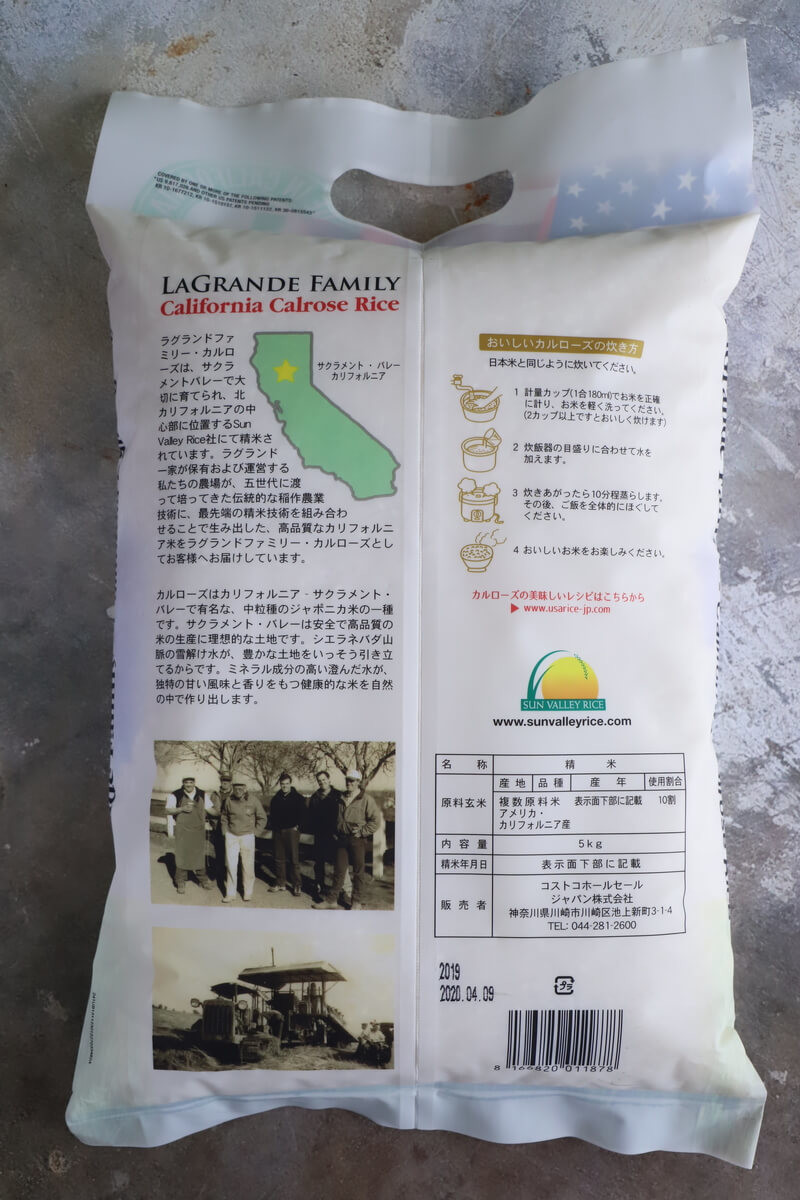 COVERED BY ONE OR MORE OF THE FOLLOWING PATENTS:
LAGRANDE FAMILY
California Calrose Rice
ラグランドファ
ミリー・カルロ
ーズは、サクラ
メントバレーで大
切に育てられ、北
カリフォルニアの中
心部に位置するSun
Valley Rice社にて精米さ
れています。ラグランド
一家が保有および運営する
私たちの農場が、五世代に渡
って培ってきた伝統的な稲作農業
技術に、最先端の精米技術を組み合わ
せることで生み出した、高品質なカリフォルニ
ア米をラグランドファミリー・カルローズとし
てお客様へお届けしています。
サクラメント・バレー
カリフォルニア
カルローズはカリフォルニア‐サクラメント・
バレーで有名な、中粒種のジャポニカ米の一種
です。サクラメント・バレーは安全で高品質の
米の生産に理想的な土地です。シエラネバダ山
脈の雪解け水が、豊かな土地をいっそう引き立
てるからです。ミネラル成分の高い澄んだ水が、
独特の甘い風味と香りをもつ健康的な米を自然
の中で作り出します。
おいしいカルローズの炊き方
日本米と同じように炊いてください。
1 計量カップ(1合180ml)でお米を正確
に計り、お米を軽く洗ってください。
(2カップ以上ですとおいしく炊けます)
2 炊飯器の目盛りに合わせて水を
加えます。
3 炊きあがったら10分程蒸らします。
その後、ご飯を全体的にほぐして
ください。
4 おいしいお米をお楽しみください。
カルローズの美味しいレシピはこちらから
▶ www.usarice-jp.com
SUN VALLEY RICE
www.sunvalleyrice.com
名称 精米
産地 品種 産年 使用割合
原料玄米 複数原料米 表示面下部に記載 10割
アメリカ・
カリフォルニア産
内容量 5kg
精米年月日 表示面下部に記載
販売者 コストコホールセール
ジャパン株式会社
神奈川県川崎市川崎区池上新町3-1-4
TEL: 044-281-2600
2019
2020.04.09
プラ
8 166820 011878